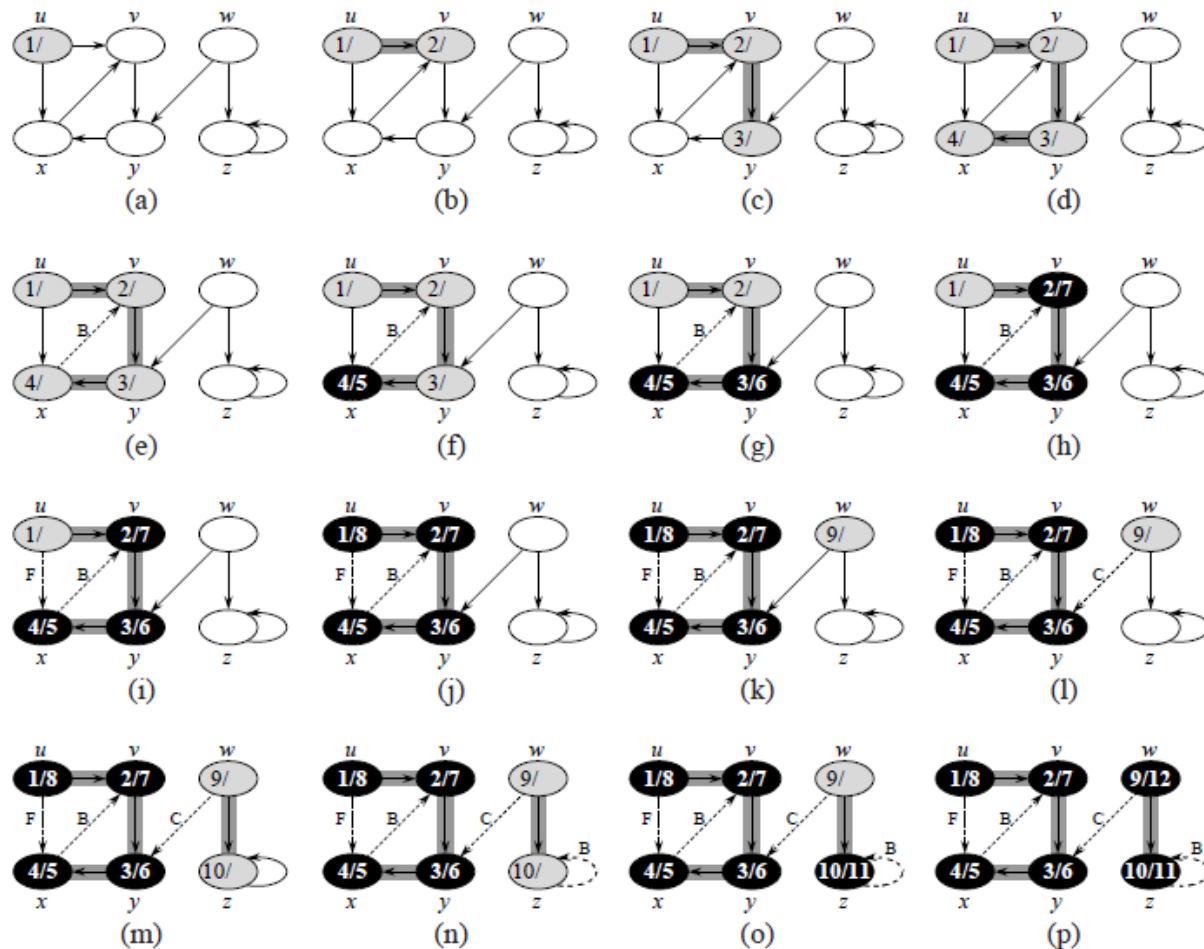 u v w u v w u v w u v w
1/ 1/ 2/ 1/ 2/ 1/ 2/
3/ 4/ 3/
x y z x y z x y z x y z
(a) (b) (c) (d)
u v w u v w u v w u v w
1/ 2/ 1/ 2/ 1/ 2/ 1/ 2/7
B B B B
4/ 3/ 4/5 3/ 4/5 3/6 4/5 3/6
x y z x y z x y z x y z
(e) (f) (g) (h)
u v w u v w u v w u v w
1/ 2/7 1/8 2/7 1/8 2/7 9/ 1/8 2/7 9/
F B F B F B F B C
4/5 3/6 4/5 3/6 4/5 3/6 4/5 3/6
x y z x y z x y z x y z
(i) (j) (k) (l)
u v w u v w u v w u v w
1/8 2/7 9/ 1/8 2/7 9/ 1/8 2/7 9/ 1/8 2/7 9/12
F B C F B C B F B C B F B C B
4/5 3/6 10/ 4/5 3/6 10/ 4/5 3/6 10/11 4/5 3/6 10/11
x y z x y z x y z x y z
(m) (n) (o) (p)